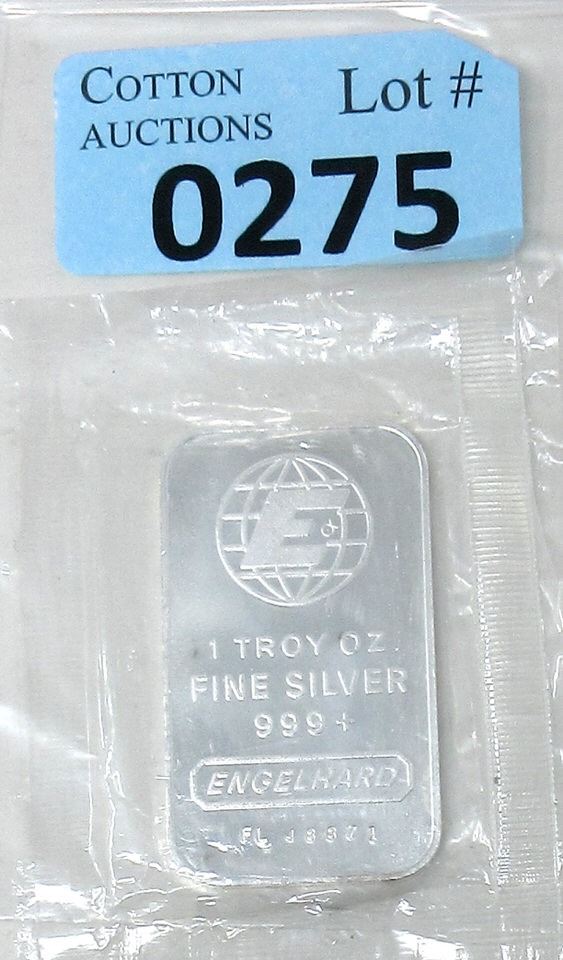 COTTON AUCTIONS
Lot #
0275
E
1 TROY OZ.
FINE SILVER
999+
ENGELHARD